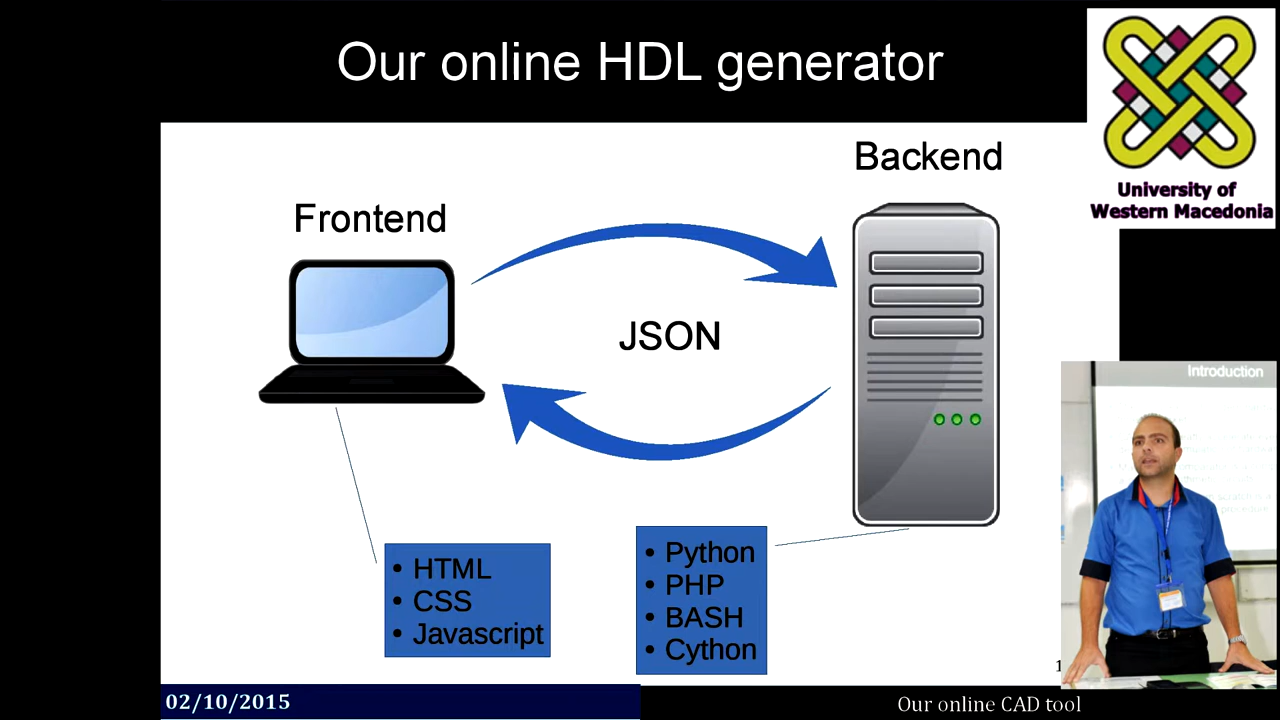 Our online HDL generator
University of
Western Macedonia
Backend
Frontend
JSON
• HTML
• CSS
• Javascript
• Python
• PHP
• BASH
• Cython
Introduction
02/10/2015
Our online CAD tool